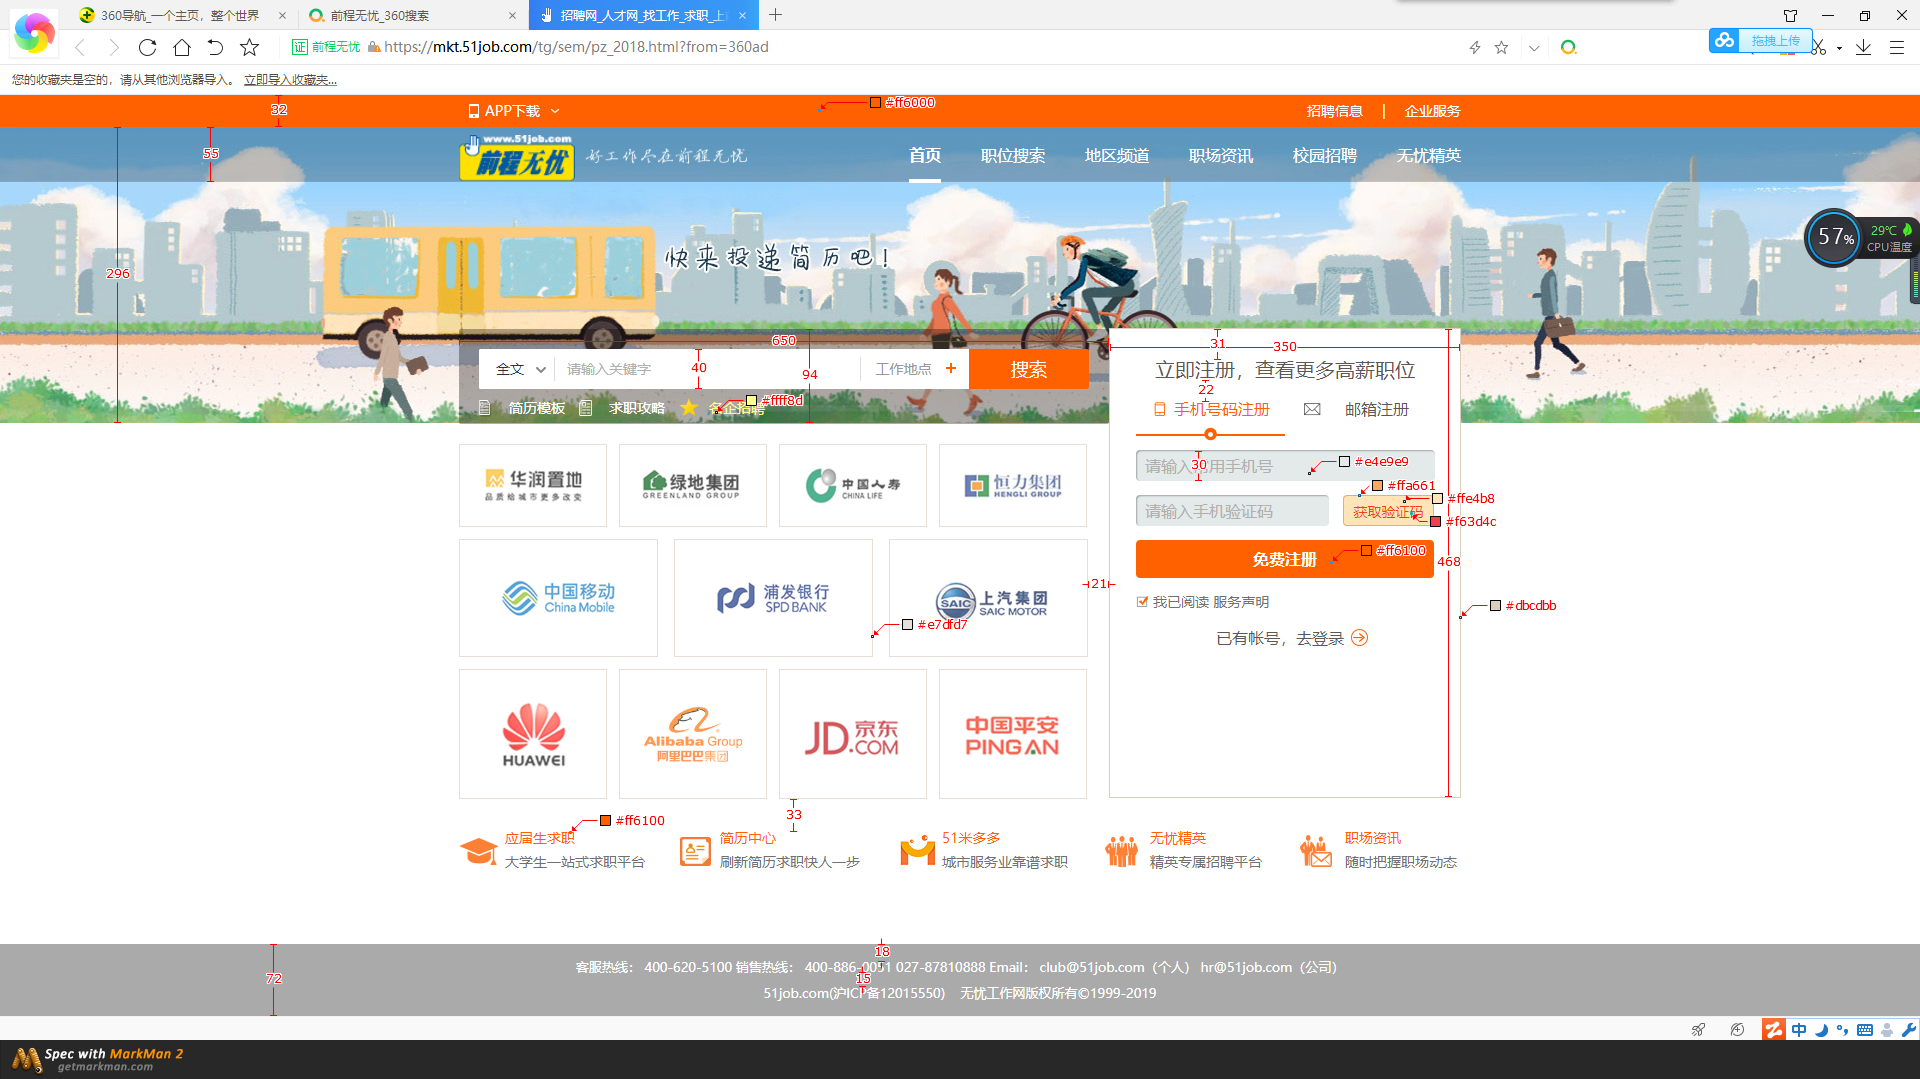 360导航_一个主页，整个世界
前程无忧_360搜索
招聘网_人才网_找工作_求职_上
证 前程无忧 https://mkt.51job.com/tg/sem/pz_2018.html?from=360ad
拖拽上传
您的收藏夹是空的，请从其他浏览器导入。 立即导入收藏夹...
32
APP下载
#ff6000
招聘信息 | 企业服务
55
www.51job.com
前程无忧
好工作尽在前程无忧
首页 职位搜索 地区频道 职场资讯 校园招聘 无忧精英
57%
29℃
CPU温度
296
快来投递简历吧！
650
31
350
全文 请输入关键字 40 94 工作地点 + 搜索
立即注册，查看更多高薪职位
22
简历模板 求职攻略 名企招聘 #ffff8d
手机号码注册 邮箱注册
请输入常用手机号 30 #e4e9e9
#ffa661
#ffe4b8
请输入手机验证码 获取验证码
#f63d4c
免费注册 #ff6100
468
我已阅读 服务声明
#dbcdbb
已有帐号，去登录
华润置地
品质给城市更多改变
绿地集团
GREENLAND GROUP
中国人寿
CHINA LIFE
恒力集团
HENGLI GROUP
中国移动
China Mobile
浦发银行
SPD BANK
SAIC 上汽集团
SAIC MOTOR
21
#e7dfd7
HUAWEI
Alibaba Group
阿里巴巴集团
JD.COM 京东
中国平安
PING AN
33
#ff6100
应届生求职
大学生一站式求职平台
简历中心
刷新简历求职快人一步
51米多多
城市服务业靠谱求职
无忧精英
精英专属招聘平台
职场资讯
随时把握职场动态
72
18
客服热线： 400-620-5100 销售热线： 400-886-0051 027-87810888 Email： club@51job.com（个人） hr@51job.com（公司）
15
51job.com(沪ICP备12015550) 无忧工作网版权所有©1999-2019
中
Spec with MarkMan 2
getmarkman.com